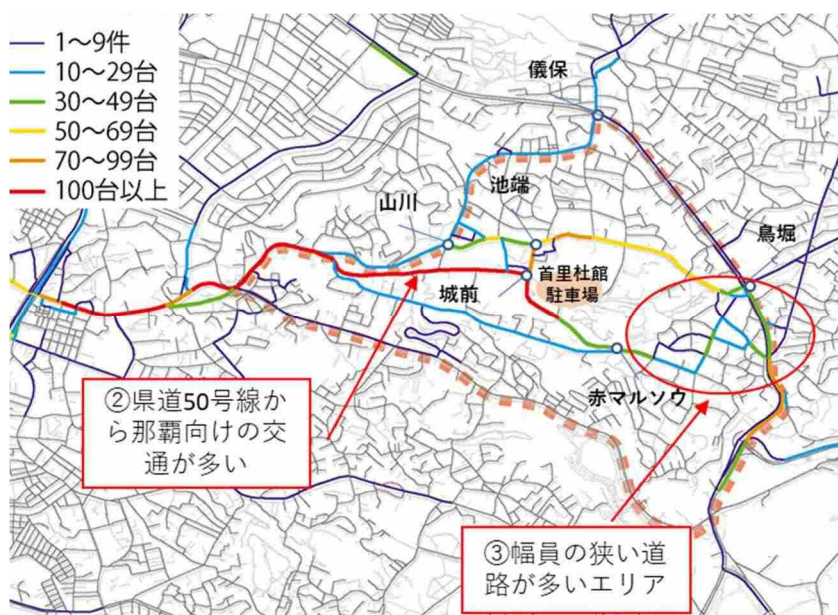 1～9件
10～29台
30～49台
50～69台
70～99台
100台以上
儀保
池端
山川
鳥堀
首里杜館
駐車場
城前
赤マルソウ
②県道50号線か
ら那覇向けの交
通が多い
③幅員の狭い道
路が多いエリア